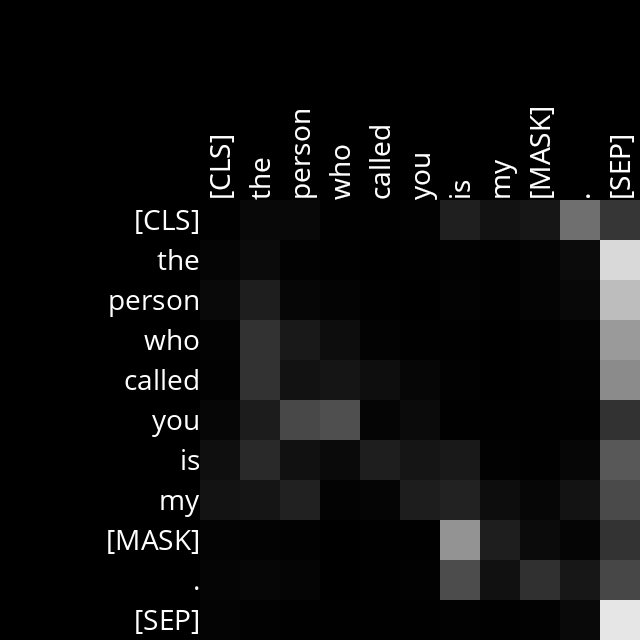 [CLS] the person who called you is my [MASK] . [SEP]
[CLS]
the
person
who
called
you
is
my
[MASK]
.
[SEP]